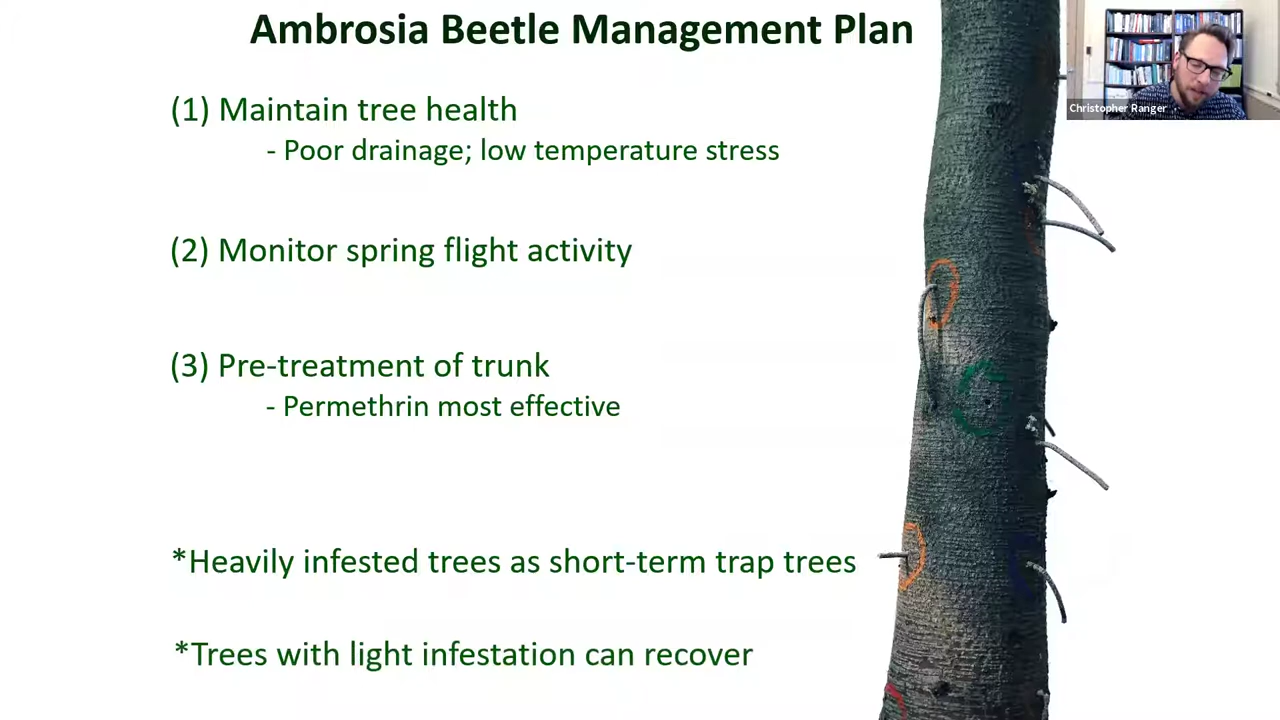 Ambrosia Beetle Management Plan
Christopher Ranger
(1) Maintain tree health
- Poor drainage; low temperature stress
(2) Monitor spring flight activity
(3) Pre-treatment of trunk
- Permethrin most effective
*Heavily infested trees as short-term trap trees
*Trees with light infestation can recover